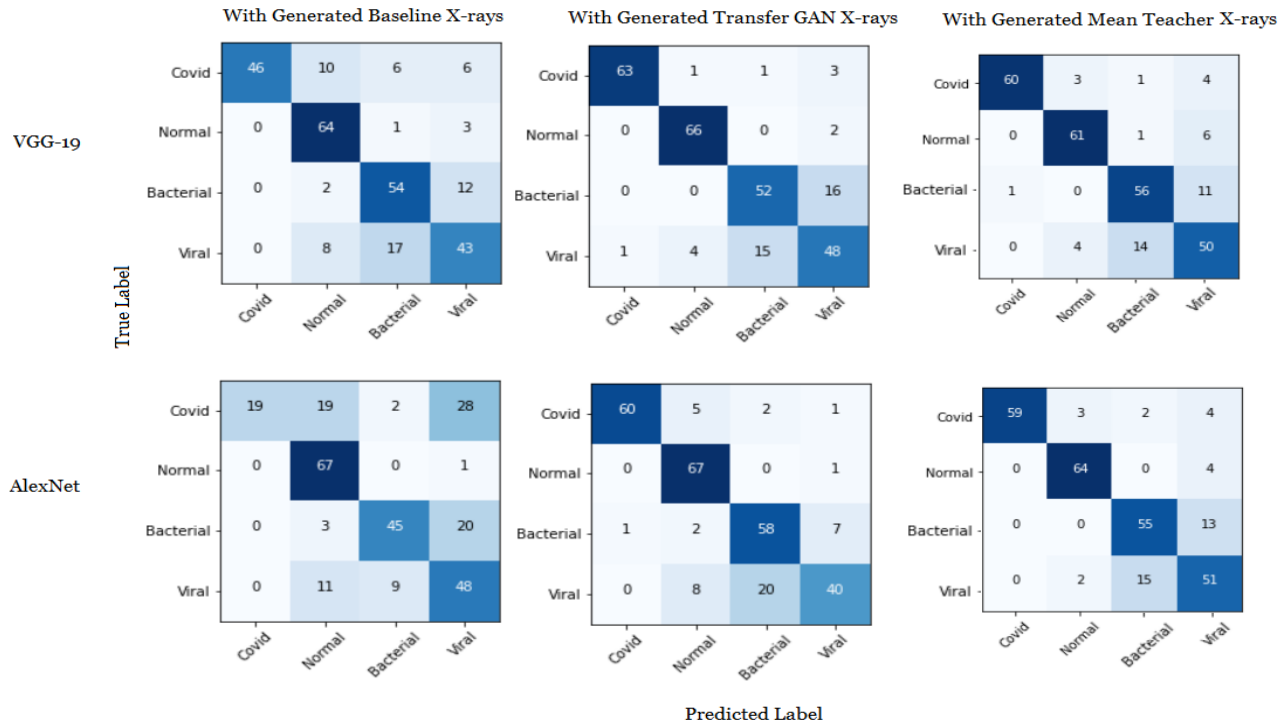 With Generated Baseline X-rays
With Generated Transfer GAN X-rays
With Generated Mean Teacher X-rays
VGG-19
True Label
Covid 46 10 6 6
Normal 0 64 1 3
Bacterial 0 2 54 12
Viral 0 8 17 43
Covid Normal Bacterial Viral
Covid 63 1 1 3
Normal 0 66 0 2
Bacterial 0 0 52 16
Viral 1 4 15 48
Covid Normal Bacterial Viral
Covid 60 3 1 4
Normal 0 61 1 6
Bacterial 1 0 56 11
Viral 0 4 14 50
Covid Normal Bacterial Viral
AlexNet
Covid 19 19 2 28
Normal 0 67 0 1
Bacterial 0 3 45 20
Viral 0 11 9 48
Covid Normal Bacterial Viral
Covid 60 5 2 1
Normal 0 67 0 1
Bacterial 1 2 58 7
Viral 0 8 20 40
Covid Normal Bacterial Viral
Covid 59 3 2 4
Normal 0 64 0 4
Bacterial 0 0 55 13
Viral 0 2 15 51
Covid Normal Bacterial Viral
Predicted Label